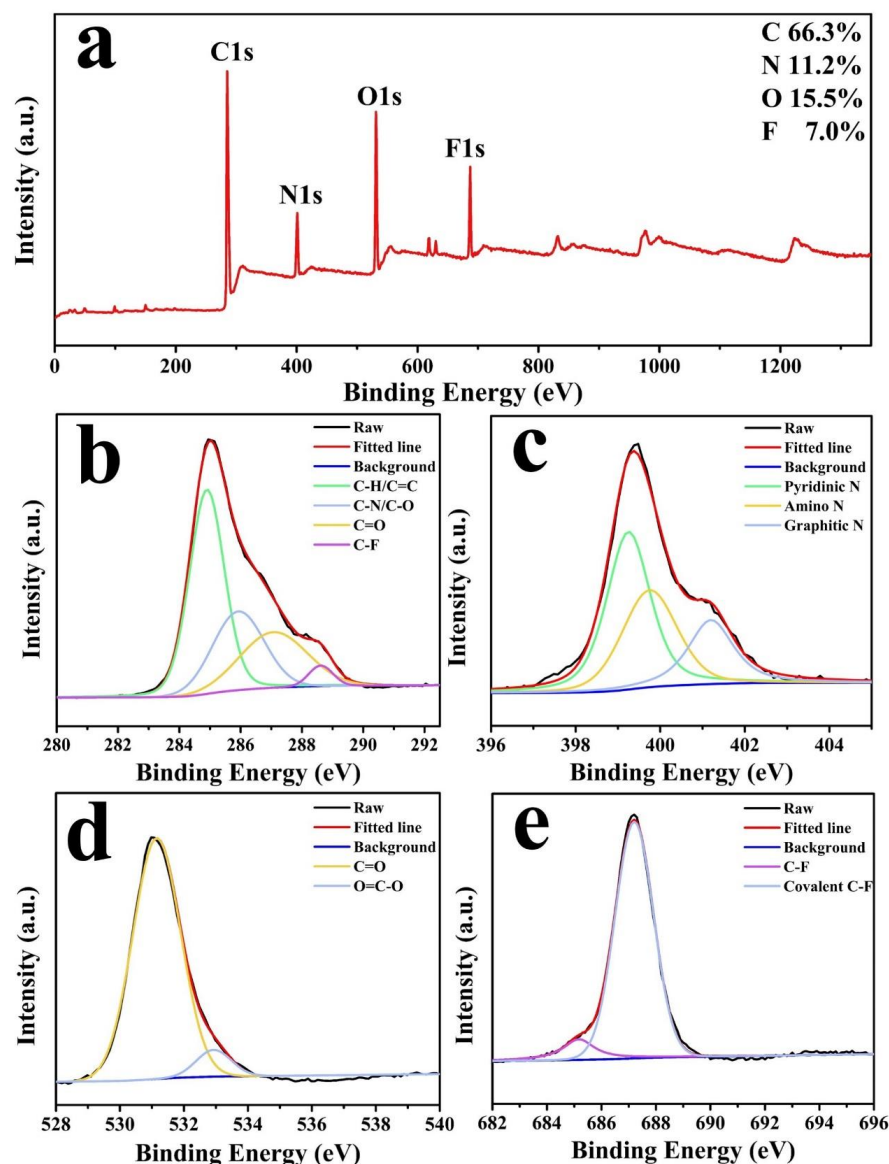 a
C1s
N1s
O1s
F1s
C 66.3%
N 11.2%
O 15.5%
F 7.0%
Intensity (a.u.)
0 200 400 600 800 1000 1200
Binding Energy (eV)
b
Raw
Fitted line
Background
C-H/C=C
C-N/C-O
C=O
C-F
Intensity (a.u.)
280 282 284 286 288 290 292
Binding Energy (eV)
c
Raw
Fitted line
Background
Pyridinic N
Amino N
Graphitic N
Intensity (a.u.)
396 398 400 402 404
Binding Energy (eV)
d
Raw
Fitted line
Background
C=O
O=C-O
Intensity (a.u.)
528 530 532 534 536 538 540
Binding Energy (eV)
e
Raw
Fitted line
Background
C-F
Covalent C-F
Intensity (a.u.)
682 684 686 688 690 692 694 696
Binding Energy (eV)